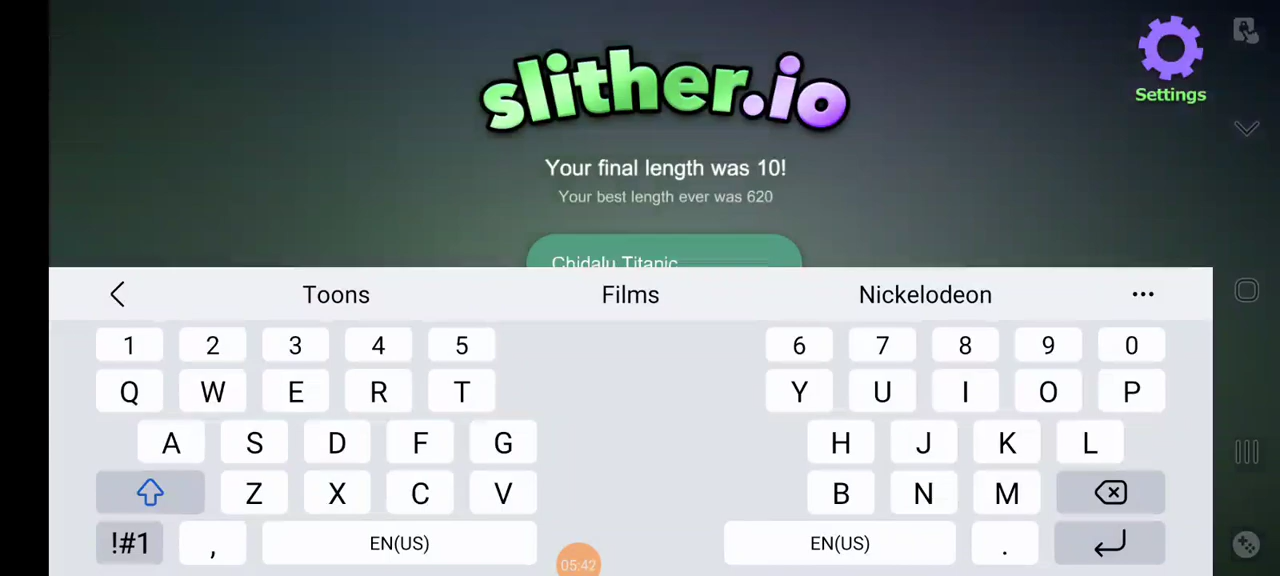 slither.io
Settings
Your final length was 10!
Your best length ever was 620
Chidalu Titanic
Toons Films Nickelodeon ...
1 2 3 4 5 6 7 8 9 0
Q W E R T Y U I O P
A S D F G H J K L
Z X C V B N M
!#1 , EN(US) EN(US) .
05:42